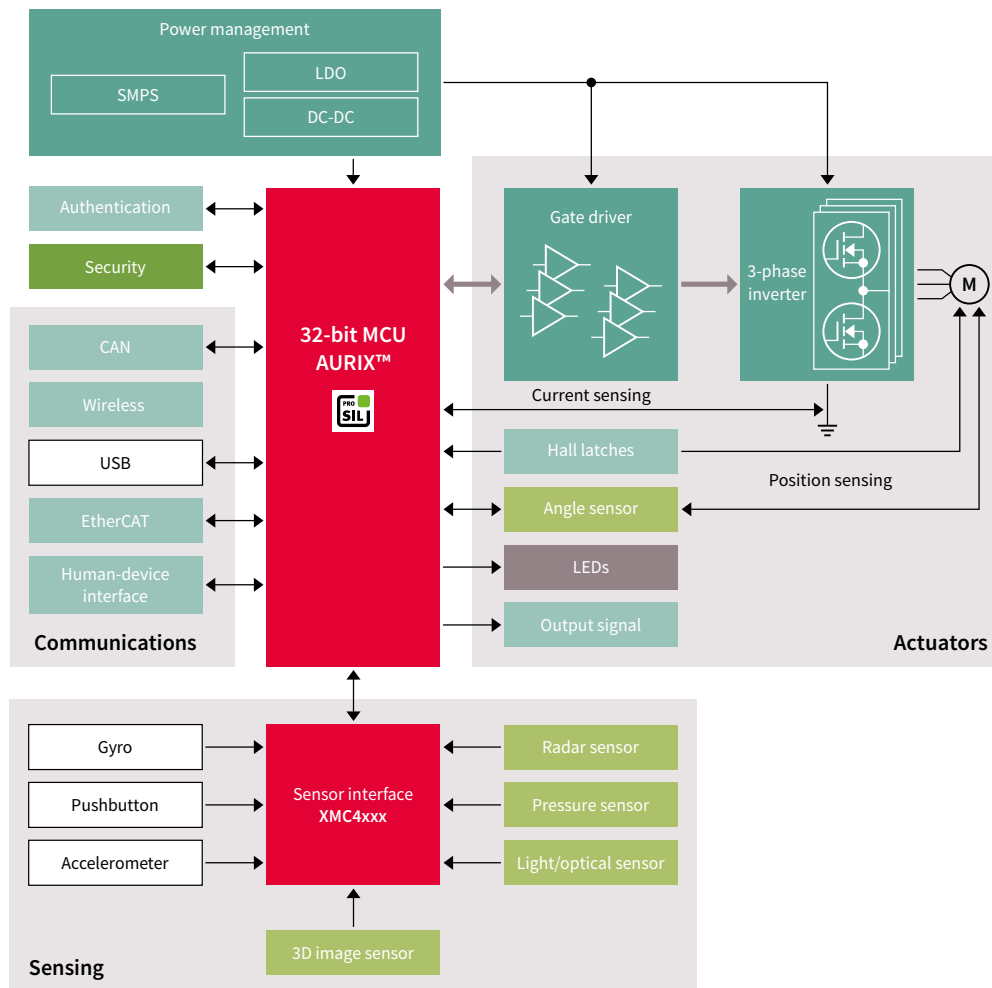 Power management
SMPS
LDO
DC-DC
Authentication
Security
CAN
Wireless
USB
EtherCAT
Human-device
interface
Communications
32-bit MCU
AURIX™
PRO
SIL
Gate driver
3-phase
inverter
M
Current sensing
Hall latches
Position sensing
Angle sensor
LEDs
Output signal
Actuators
Gyro
Pushbutton
Accelerometer
Sensor interface
XMC4xxx
Radar sensor
Pressure sensor
Light/optical sensor
3D image sensor
Sensing